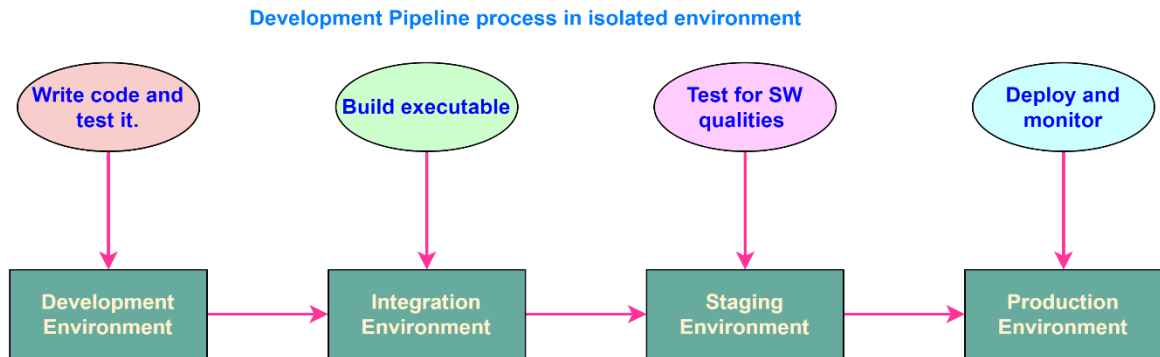 Development Pipeline process in isolated environment
Write code and
test it.
Build executable
Test for SW
qualities
Deploy and
monitor
Development
Environment
Integration
Environment
Staging
Environment
Production
Environment